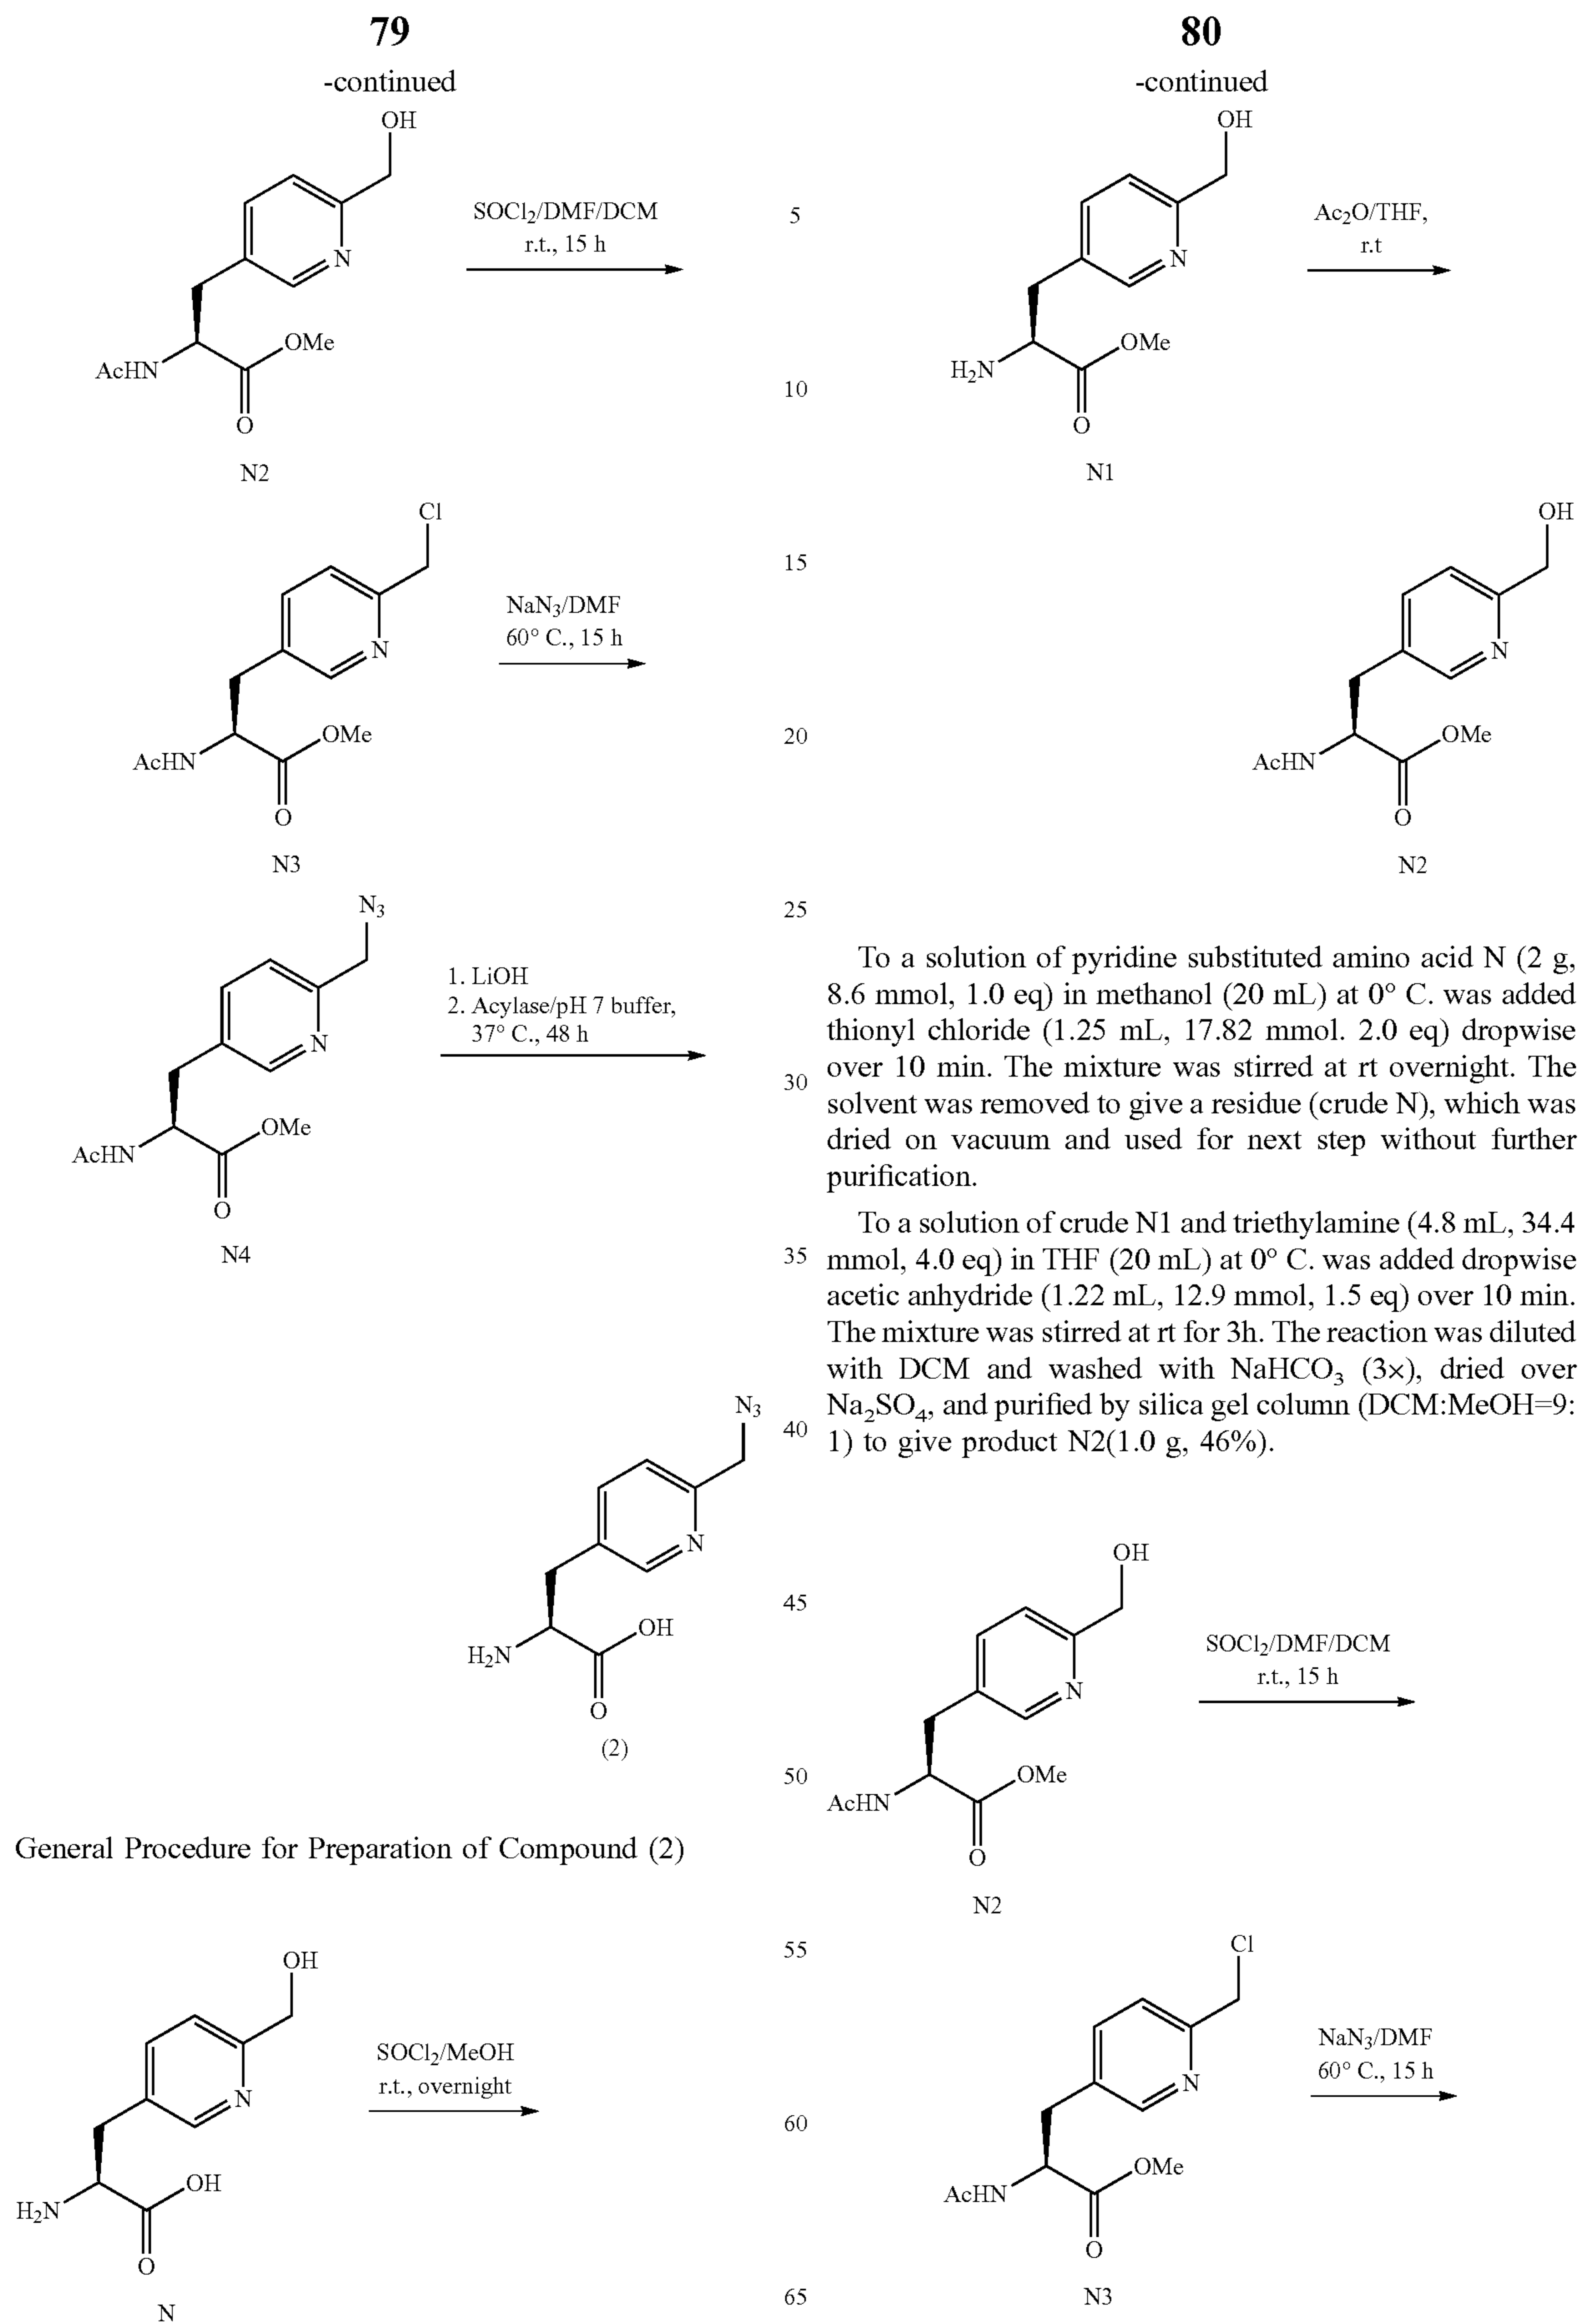 79
-continued
OH
N
AcHN
OMe
O
N2
SOCl2/DMF/DCM
r.t., 15 h
Cl
N
AcHN
OMe
O
N3
NaN3/DMF
60° C., 15 h
N3
N
AcHN
OMe
O
N4
1. LiOH
2. Acylase/pH 7 buffer,
37° C., 48 h
N3
N
H2N
OH
O
(2)
General Procedure for Preparation of Compound (2)
OH
N
H2N
OH
O
N
SOCl2/MeOH
r.t., overnight
5
10
15
20
25
30
35
40
45
50
55
60
65
80
-continued
OH
N
H2N
OMe
O
N1
Ac2O/THF,
r.t
OH
N
AcHN
OMe
O
N2
To a solution of pyridine substituted amino acid N (2 g,
8.6 mmol, 1.0 eq) in methanol (20 mL) at 0° C. was added
thionyl chloride (1.25 mL, 17.82 mmol. 2.0 eq) dropwise
over 10 min. The mixture was stirred at rt overnight. The
solvent was removed to give a residue (crude N), which was
dried on vacuum and used for next step without further
purification.
To a solution of crude N1 and triethylamine (4.8 mL, 34.4
mmol, 4.0 eq) in THF (20 mL) at 0° C. was added dropwise
acetic anhydride (1.22 mL, 12.9 mmol, 1.5 eq) over 10 min.
The mixture was stirred at rt for 3h. The reaction was diluted
with DCM and washed with NaHCO3 (3×), dried over
Na2SO4, and purified by silica gel column (DCM:MeOH=9:
1) to give product N2(1.0 g, 46%).
OH
N
AcHN
OMe
O
N2
SOCl2/DMF/DCM
r.t., 15 h
Cl
N
AcHN
OMe
O
N3
NaN3/DMF
60° C., 15 h